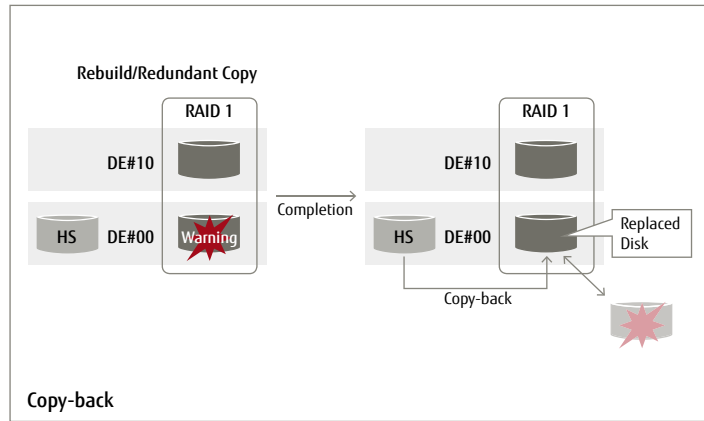 Rebuild/Redundant Copy
RAID 1
RAID 1
DE#10
DE#10
Completion
HS
DE#00
Warning
HS
DE#00
Replaced
Disk
Copy-back
Copy-back